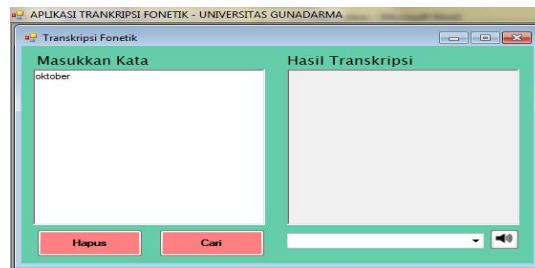 APLIKASI TRANKRIPSI FONETIK - UNIVERSITAS GUNADARMA
Transkripsi Fonetik
Masukkan Kata
Hasil Transkripsi
oktober
Hapus
Cari